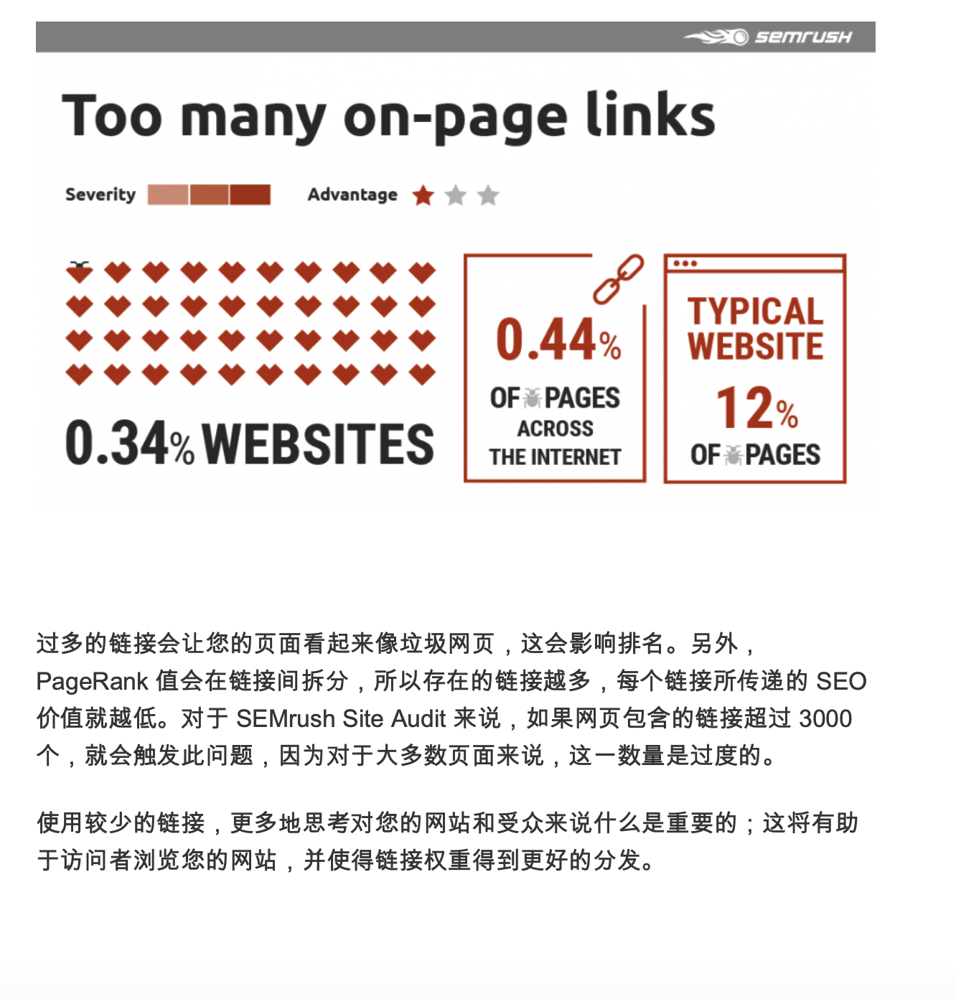 semrush
Too many on-page links
Severity Advantage
0.34% WEBSITES
0.44%
OF PAGES
ACROSS
THE INTERNET
TYPICAL
WEBSITE
12%
OF PAGES
过多的链接会让您的页面看起来像垃圾网页，这会影响排名。另外，
PageRank 值会在链接间拆分，所以存在的链接越多，每个链接所传递的 SEO
价值就越低。对于 SEMrush Site Audit 来说，如果网页包含的链接超过 3000
个，就会触发此问题，因为对于大多数页面来说，这一数量是过度的。
使用较少的链接，更多地思考对您的网站和受众来说什么是重要的；这将有助
于访问者浏览您的网站，并使得链接权重得到更好的分发。